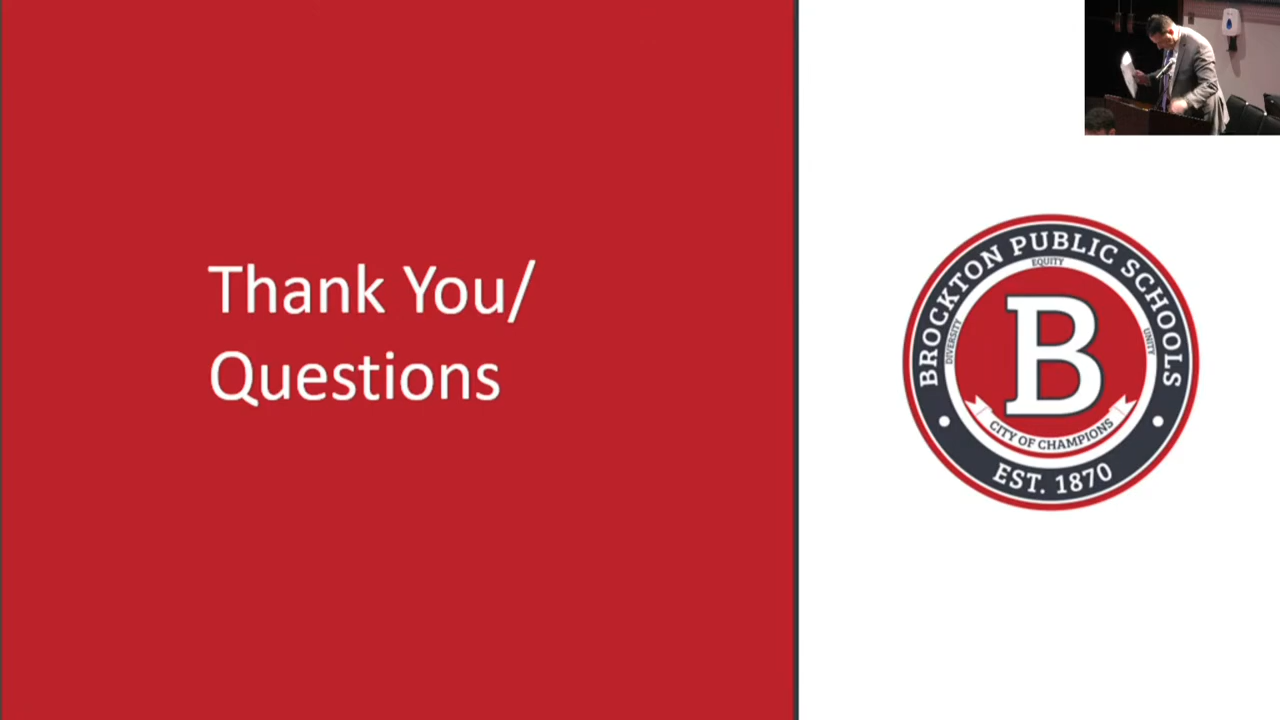 Thank You/
Questions
BROCKTON PUBLIC SCHOOLS
EQUITY
DIVERSITY
UNITY
B
CITY OF CHAMPIONS
EST. 1870